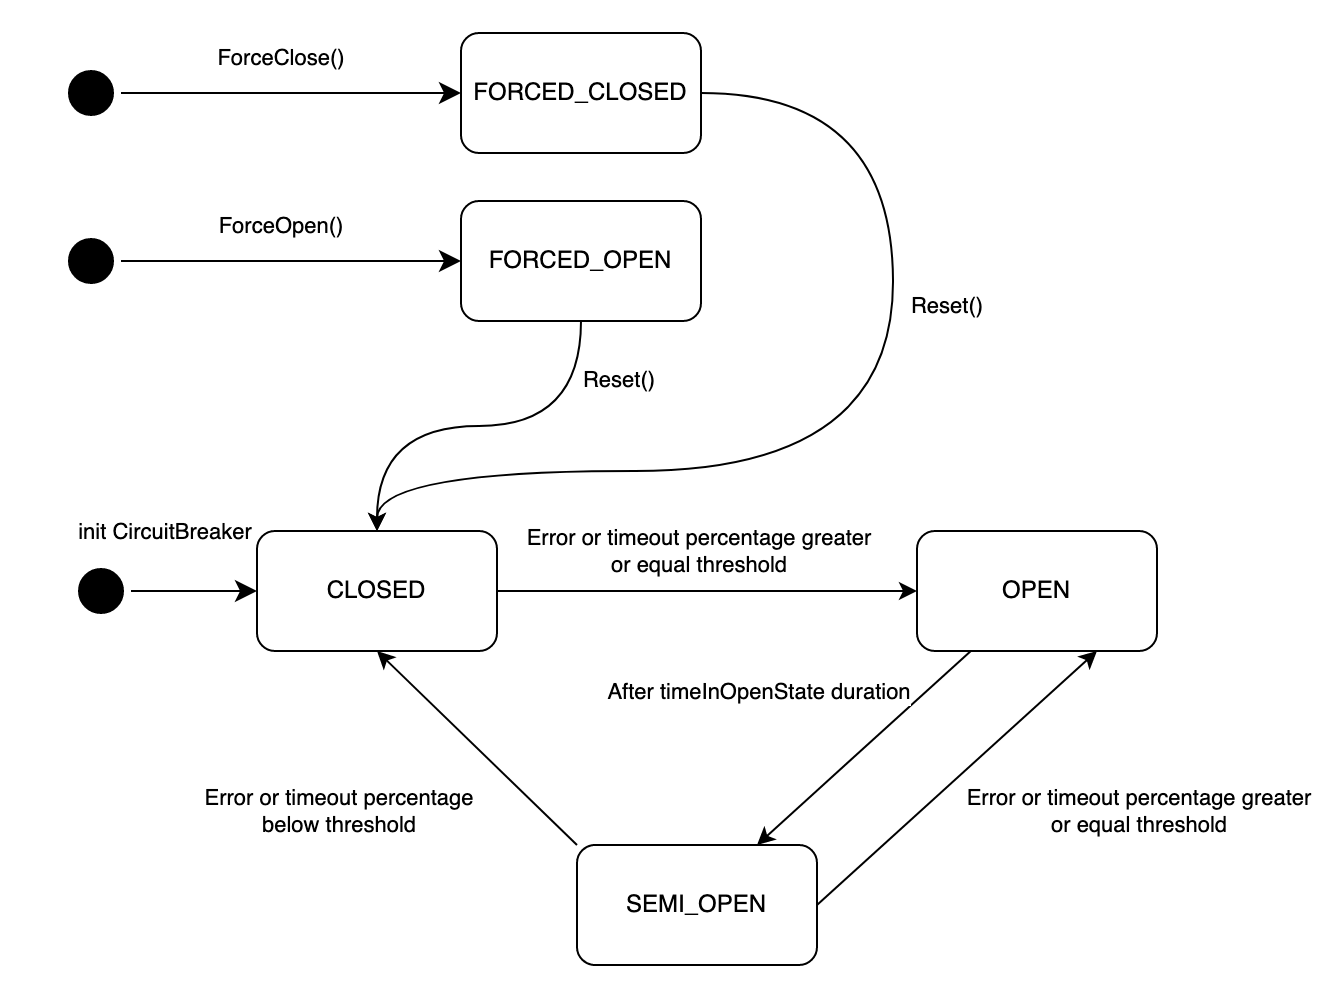 ForceClose()
FORCED_CLOSED
ForceOpen()
FORCED_OPEN
Reset()
Reset()
init CircuitBreaker
CLOSED
Error or timeout percentage greater
or equal threshold
OPEN
After timeInOpenState duration
Error or timeout percentage
below threshold
Error or timeout percentage greater
or equal threshold
SEMI_OPEN